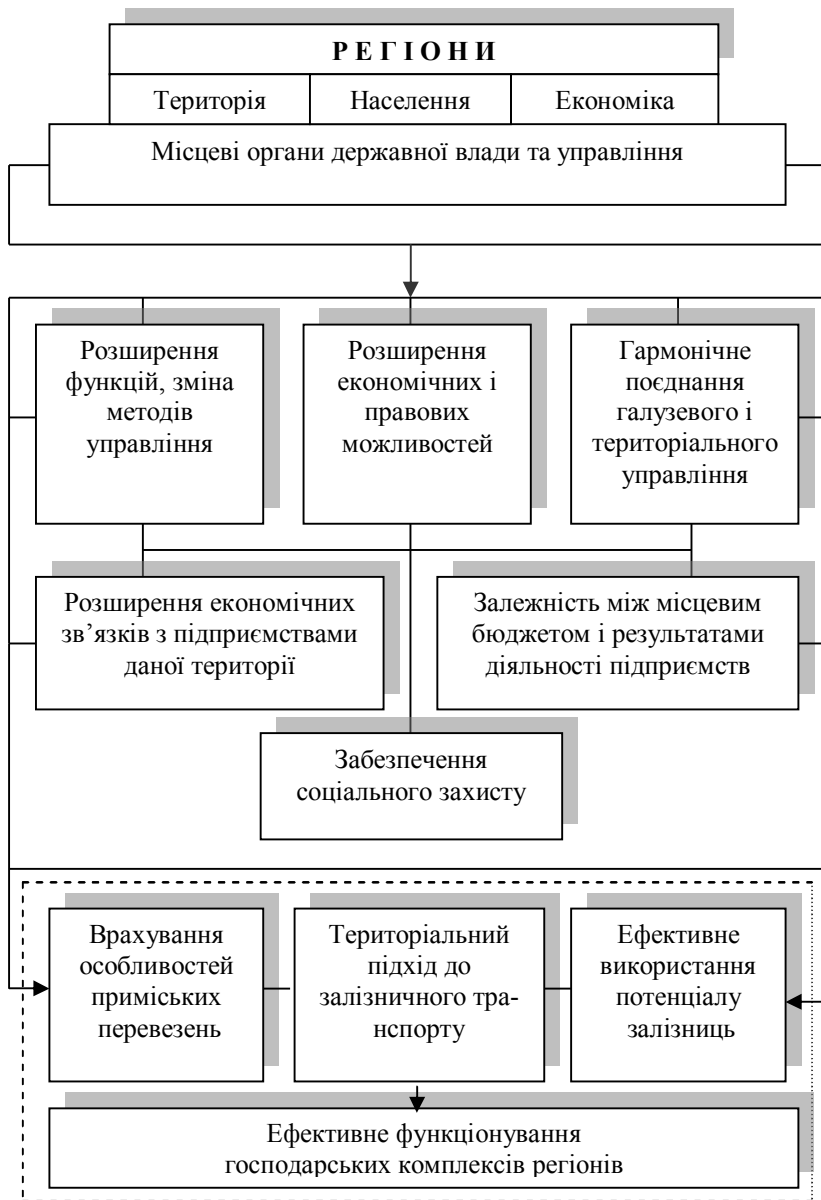 Р Е Г І О Н И
Територія Населення Економіка
Місцеві органи державної влади та управління
Розширення
функцій, зміна
методів
управління
Розширення
економічних і
правових
можливостей
Гармонічне
поєднання
галузевого і
територіального
управління
Розширення економічних
зв’язків з підприємствами
даної території
Залежність між місцевим
бюджетом і результатами
діяльності підприємств
Забезпечення
соціального захисту
Врахування
особливостей
приміських
перевезень
Територіальний
підхід до
залізничного тра-
нспорту
Ефективне
використання
потенціалу
залізниць
Ефективне функціонування
господарських комплексів регіонів